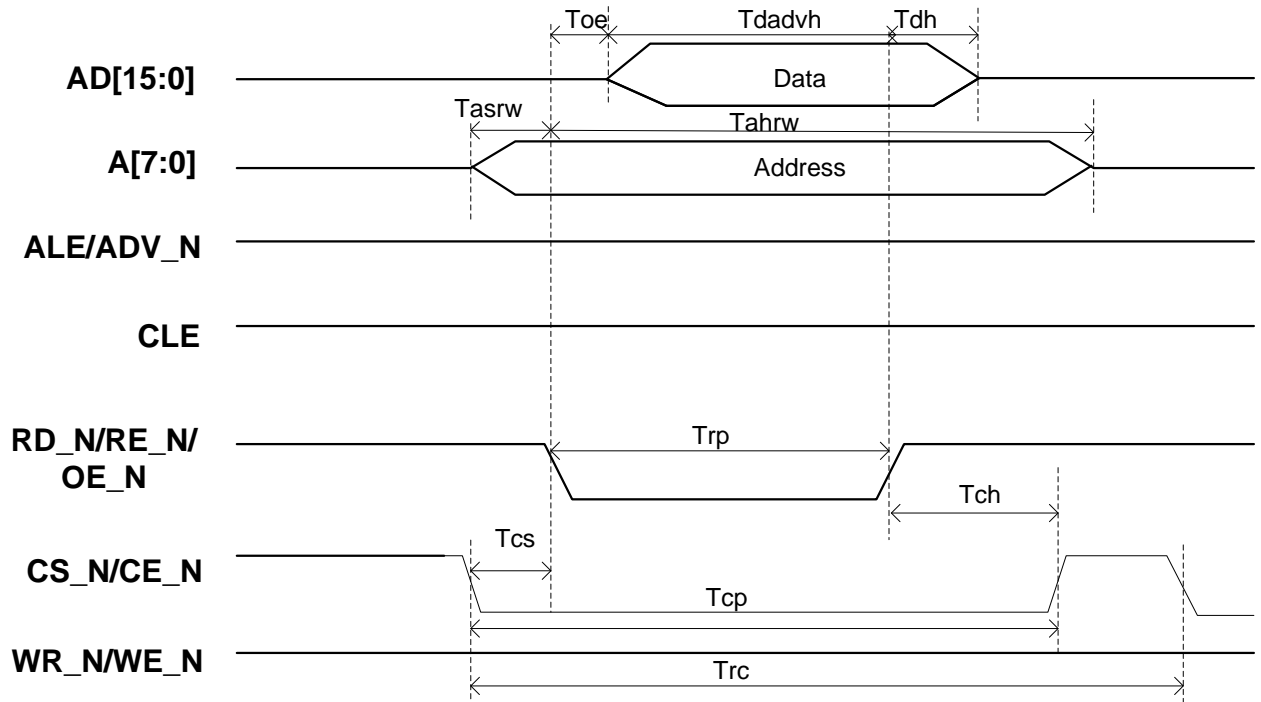 Toe Tdadvh Tdh
AD[15:0]
Data
Tasrw Tahrw
A[7:0]
Address
ALE/ADV_N
CLE
RD_N/RE_N/
OE_N
Trp
Tch
Tcs
CS_N/CE_N
Tcp
WR_N/WE_N
Trc